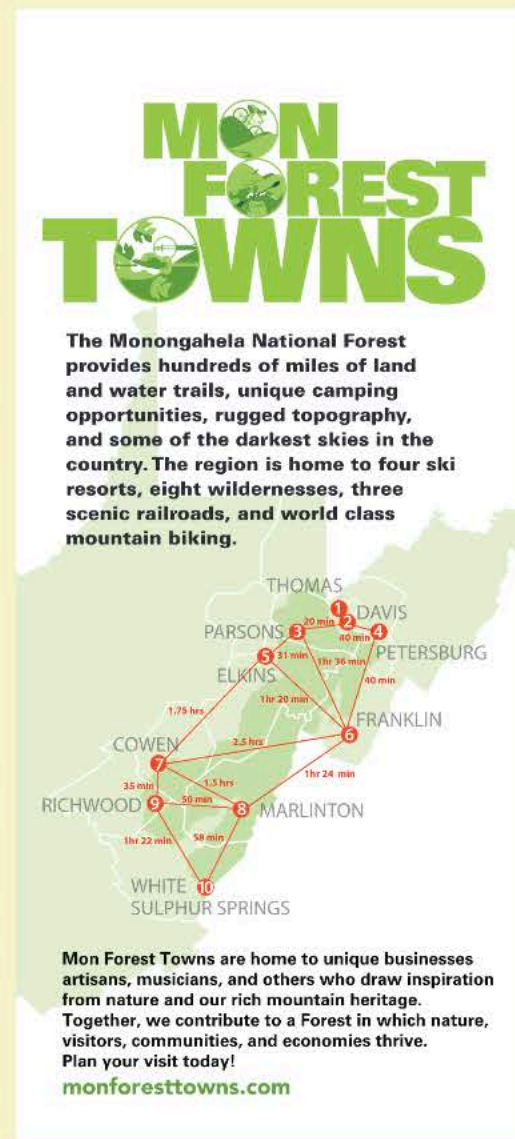 MON
FOREST
TOWNS
The Monongahela National Forest
provides hundreds of miles of land
and water trails, unique camping
opportunities, rugged topography,
and some of the darkest skies in the
country. The region is home to four ski
resorts, eight wildernesses, three
scenic railroads, and world class
mountain biking.
THOMAS
1
2 DAVIS
20 min
PARSONS 3
40 min
4
PETERSBURG
5
31 min
1hr 36 min
ELKINS
40 min
1hr 20 min
1.75 hrs
FRANKLIN
6
2.5 hrs
COWEN
7
1hr 24 min
35 min
1.5 hrs
RICHWOOD 9
50 min
8 MARLINTON
1hr 22 min
58 min
WHITE 10
SULPHUR SPRINGS
Mon Forest Towns are home to unique businesses
artisans, musicians, and others who draw inspiration
from nature and our rich mountain heritage.
Together, we contribute to a Forest in which nature,
visitors, communities, and economies thrive.
Plan your visit today!
monforesttowns.com